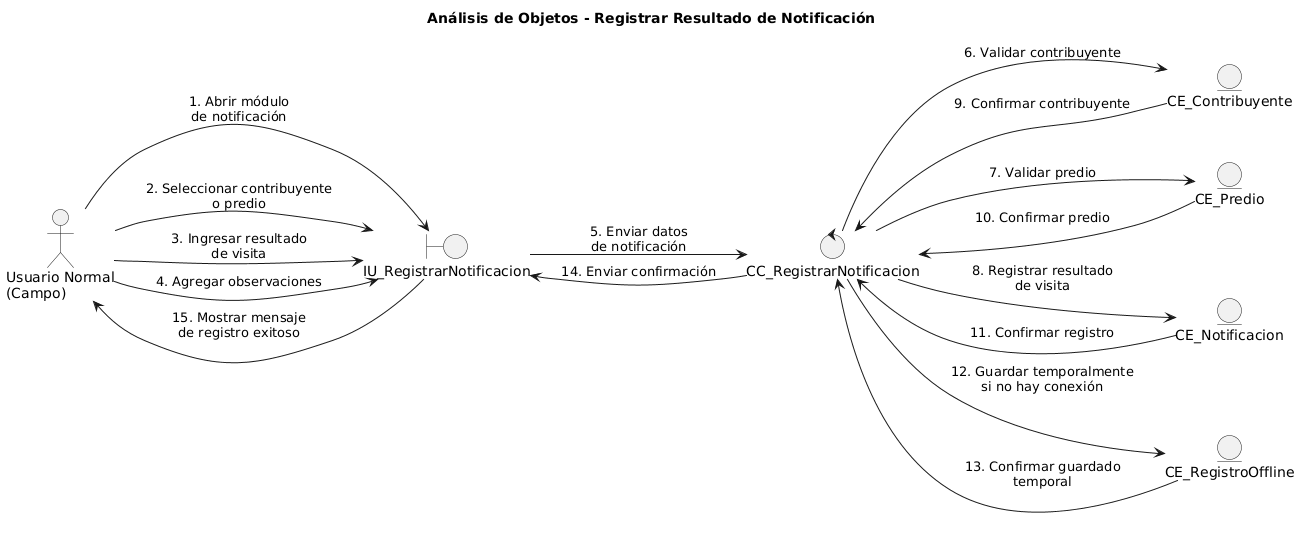 Análisis de Objetos - Registrar Resultado de Notificación
1. Abrir módulo
de notificación
2. Seleccionar contribuyente
o predio
3. Ingresar resultado
de visita
4. Agregar observaciones
15. Mostrar mensaje
de registro exitoso
Usuario Normal
(Campo)
IU_RegistrarNotificacion
5. Enviar datos
de notificación
14. Enviar confirmación
CC_RegistrarNotificacion
6. Validar contribuyente
9. Confirmar contribuyente
CE_Contribuyente
7. Validar predio
10. Confirmar predio
CE_Predio
8. Registrar resultado
de visita
11. Confirmar registro
CE_Notificacion
12. Guardar temporalmente
si no hay conexión
13. Confirmar guardado
temporal
CE_RegistroOffline